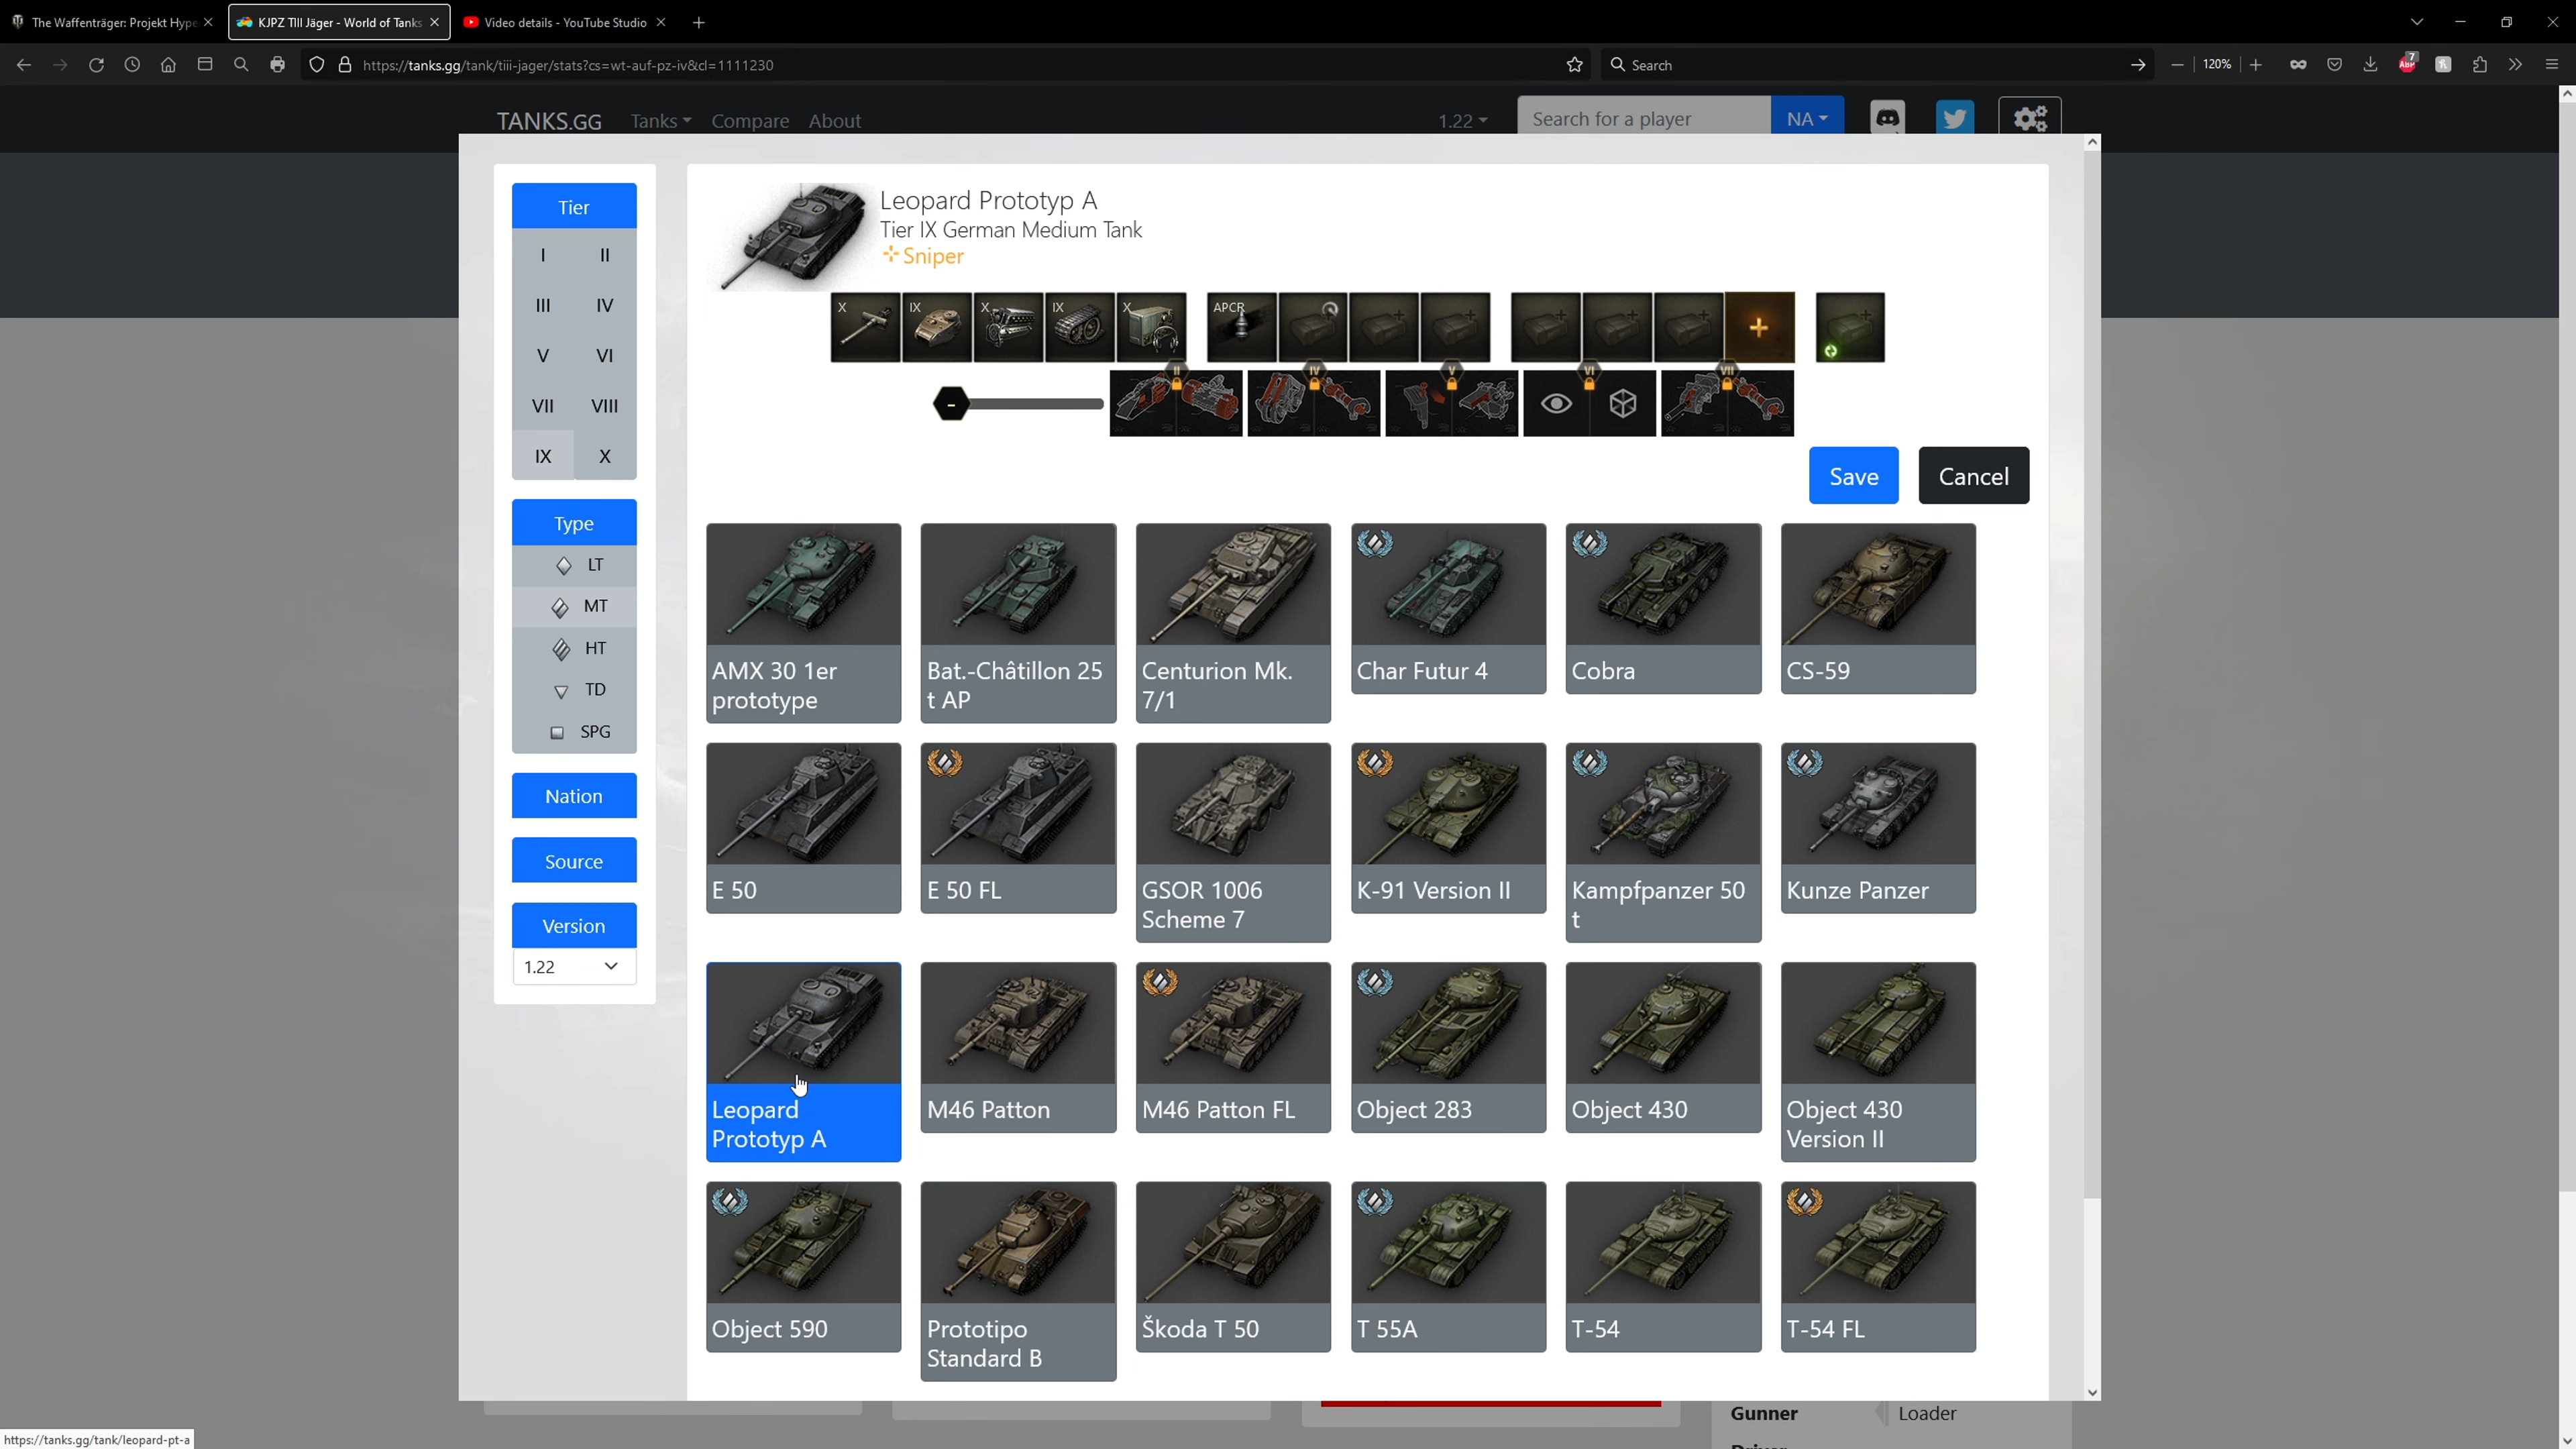 The Waffenträger: Projekt Hype
KJPZ TIII Jäger - World of Tanks
Video details - YouTube Studio
https://tanks.gg/tank/tiii-jager/stats?cs=wt-auf-pz-iv&cl=1111230
Search
120%
7
ABP
TANKS.GG
Tanks
Compare
About
1.22
Search for a player
NA
Tier
I
II
III
IV
V
VI
VII
VIII
IX
X
Type
LT
MT
HT
TD
SPG
Nation
Source
Version
1.22
Leopard Prototyp A
Tier IX German Medium Tank
Sniper
X
IX
X
IX
X
APCR
II
IV
V
VI
VII
Save
Cancel
AMX 30 1er
prototype
Bat.-Châtillon 25
t AP
Centurion Mk.
7/1
Char Futur 4
Cobra
CS-59
E 50
E 50 FL
GSOR 1006
Scheme 7
K-91 Version II
Kampfpanzer 50
t
Kunze Panzer
Leopard
Prototyp A
M46 Patton
M46 Patton FL
Object 283
Object 430
Object 430
Version II
Object 590
Prototipo
Standard B
Škoda T 50
T 55A
T-54
T-54 FL
Gunner
Loader
Driver
https://tanks.gg/tank/leopard-pt-a